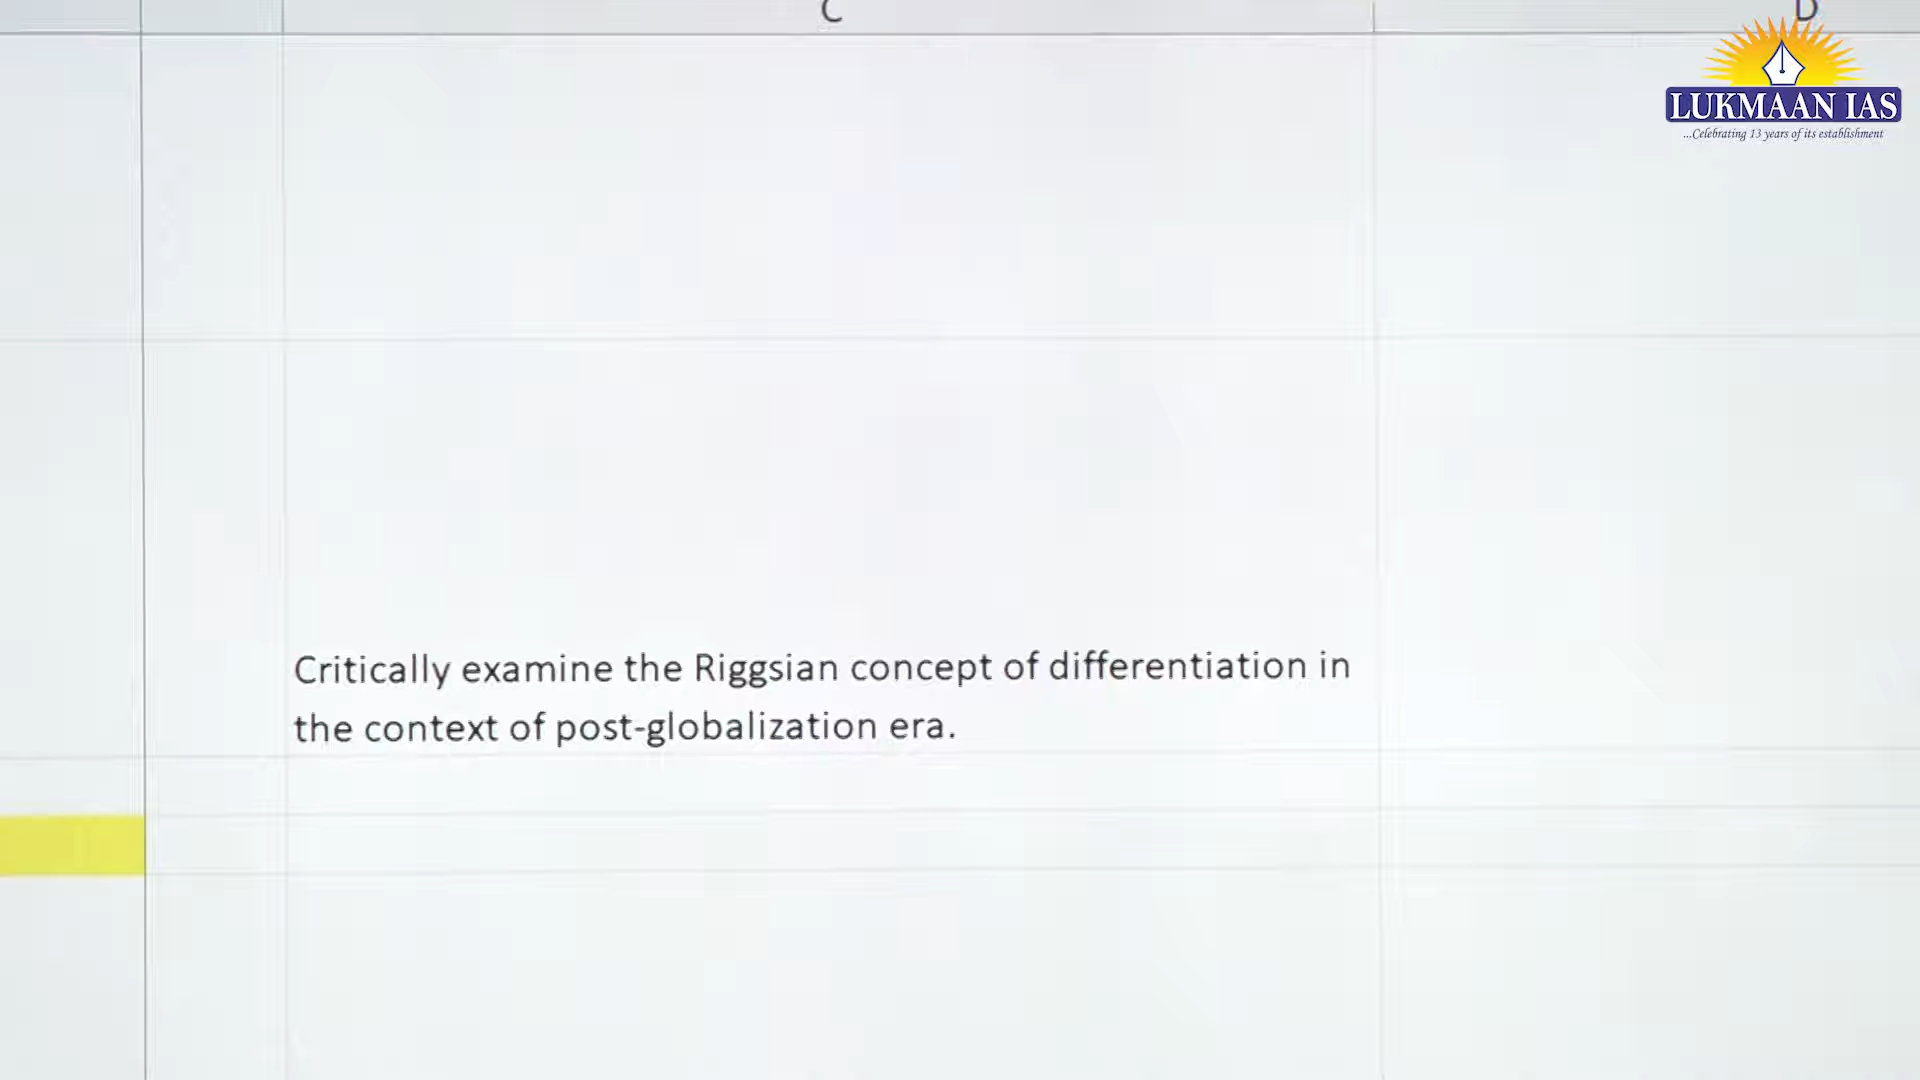 C
D
LUKMAAN IAS
...Celebrating 13 years of its establishment
Critically examine the Riggsian concept of differentiation in
the context of post-globalization era.